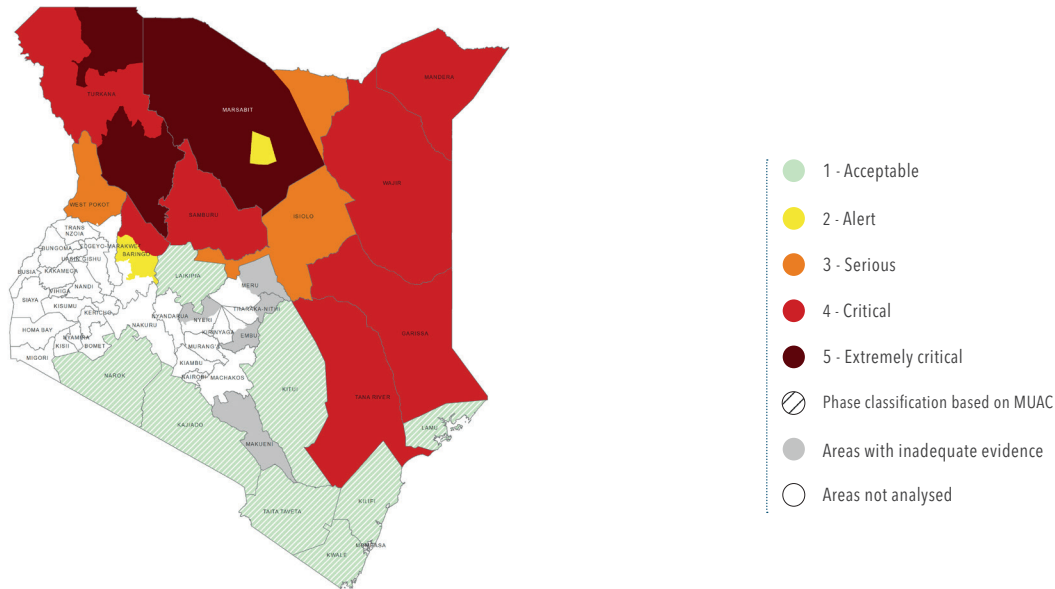 MANDERA
TURKANA
MARSABIT
WAJIR
WEST POKOT
SAMBURU
ISIOLO
TRANS
NZOIA
BUNGOMA
UASIN GISHU
BARINGO
LAIKIPIA
MERU
BUSIA
KAKAMEGA
VIHIGA
NANDI
SIAYA
KISUMU
KERICHO
NYANDARUA
NYERI
THARAKA-NITHI
KIRINYAGA
EMBU
GARISSA
HOMA BAY
NYAMIRA
KISII
BOMET
NAKURU
MURANG'A
MIGORI
KIAMBU
NAIROBI
MACHAKOS
NAROK
KITUI
TANA RIVER
KAJIADO
MAKUENI
LAMU
KILIFI
TAITA TAVETA
KWALE
MOMBASA
1 - Acceptable
2 - Alert
3 - Serious
4 - Critical
5 - Extremely critical
Phase classification based on MUAC
Areas with inadequate evidence
Areas not analysed